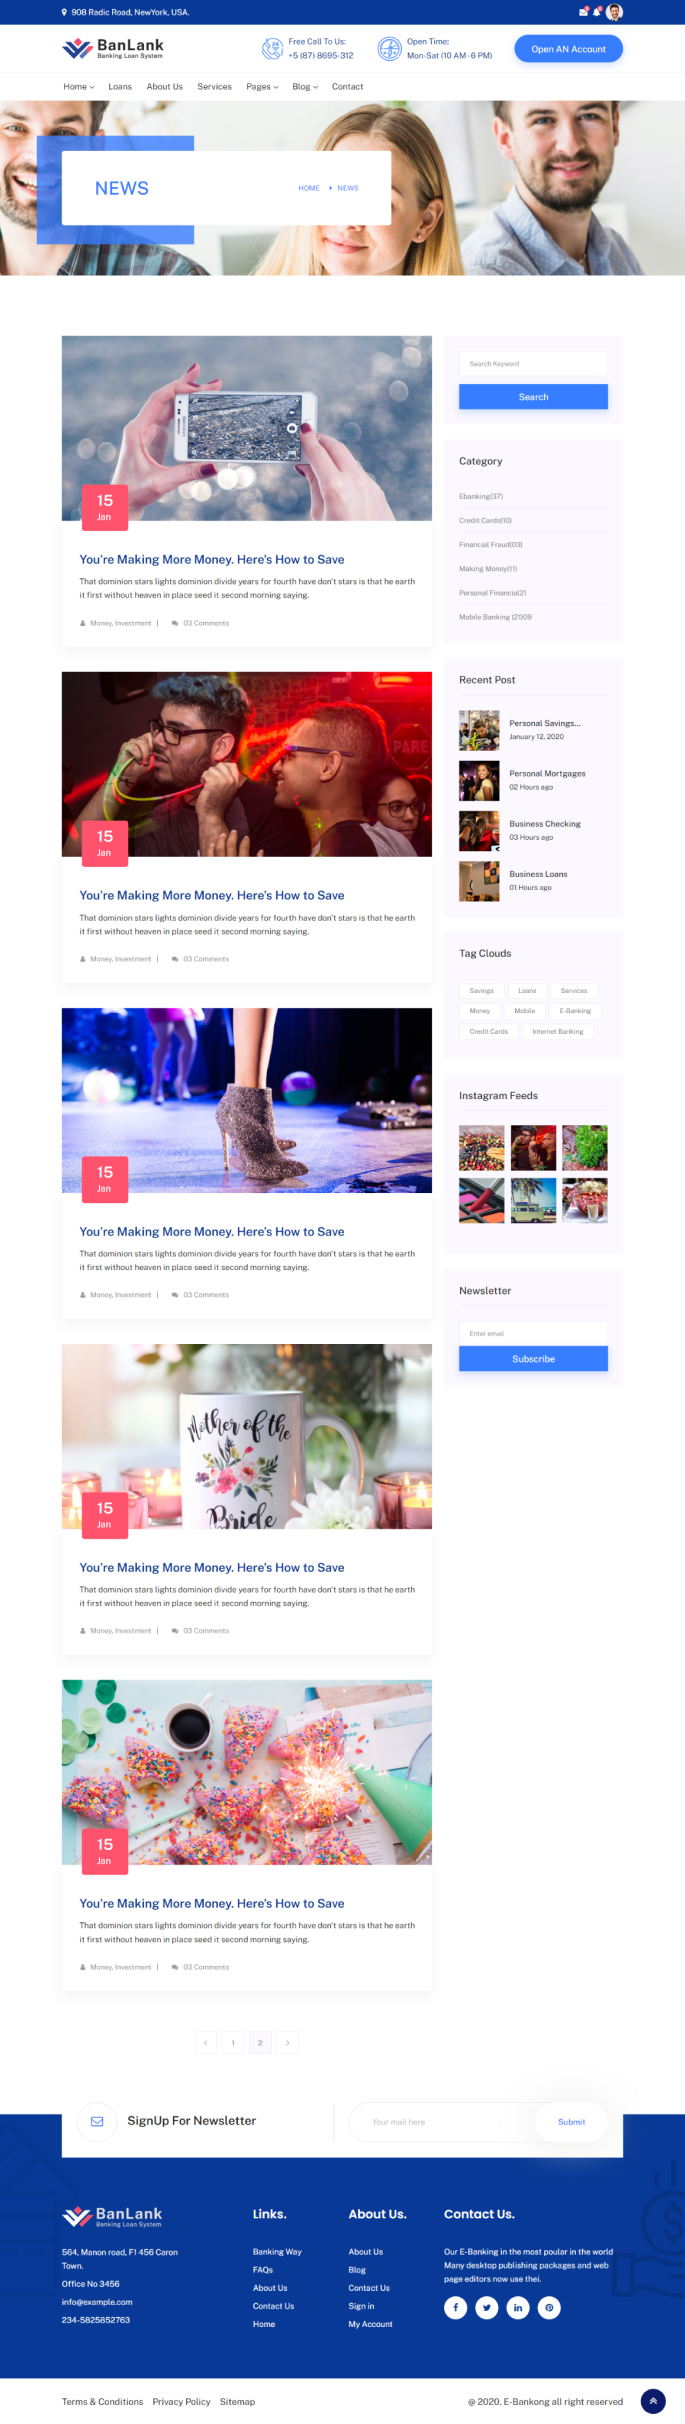 908 Radic Road, NewYork, USA.
BanLank
Banking Loan System
Free Call To Us:
+5 (87) 8695-312
Open Time:
Mon-Sat (10 AM - 6 PM)
Open AN Account
Home
Loans
About Us
Services
Pages
Blog
Contact
NEWS
HOME
NEWS
15
Jan
You're Making More Money. Here's How to Save
That dominion stars lights dominion divide years for fourth have don't stars is that he earth
it first without heaven in place seed it second morning saying.
Money, Investment |
03 Comments
PARE
15
Jan
You're Making More Money. Here's How to Save
That dominion stars lights dominion divide years for fourth have don't stars is that he earth
it first without heaven in place seed it second morning saying.
Money, Investment |
03 Comments
15
Jan
You're Making More Money. Here's How to Save
That dominion stars lights dominion divide years for fourth have don't stars is that he earth
it first without heaven in place seed it second morning saying.
Money, Investment |
03 Comments
Mother of the
Bride
15
Jan
You're Making More Money. Here's How to Save
That dominion stars lights dominion divide years for fourth have don't stars is that he earth
it first without heaven in place seed it second morning saying.
Money, Investment |
03 Comments
15
Jan
You're Making More Money. Here's How to Save
That dominion stars lights dominion divide years for fourth have don't stars is that he earth
it first without heaven in place seed it second morning saying.
Money, Investment |
03 Comments
1
2
Search Keyword
Search
Category
Ebanking(37)
Credit Cards(10)
Financial Fraud(03)
Making Money(11)
Personal Financial21
Mobile Banking (21)09
Recent Post
Personal Savings...
January 12, 2020
Personal Mortgages
02 Hours ago
Business Checking
03 Hours ago
Business Loans
01 Hours ago
Tag Clouds
Savings
Loans
Services
Money
Mobile
E-Banking
Credit Cards
Internet Banking
Instagram Feeds
Newsletter
Enter email
Subscribe
SignUp For Newsletter
Your mail here
Submit
BanLank
Banking Loan System
564, Manon road, F1 456 Caron
Town.
Office No 3456
info@example.com
234-5825852763
Links.
Banking Way
FAQs
About Us
Contact Us
Home
About Us.
About Us
Blog
Contact Us
Sign in
My Account
Contact Us.
Our E-Banking in the most poular in the world
Many desktop publishing packages and web
page editors now use thei.
Terms & Conditions
Privacy Policy
Sitemap
@ 2020, E-Bankong all right reserved